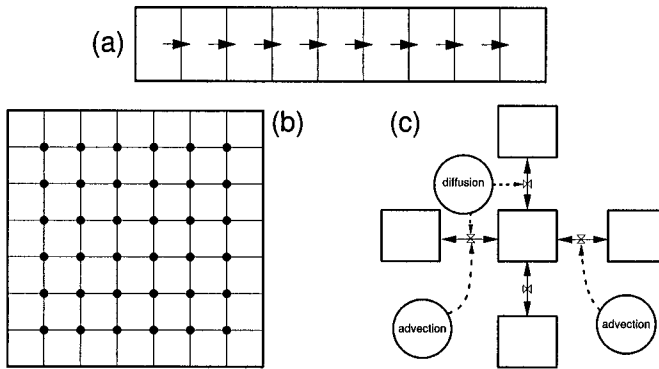 (a)
(b)
(c)
diffusion
advection
advection